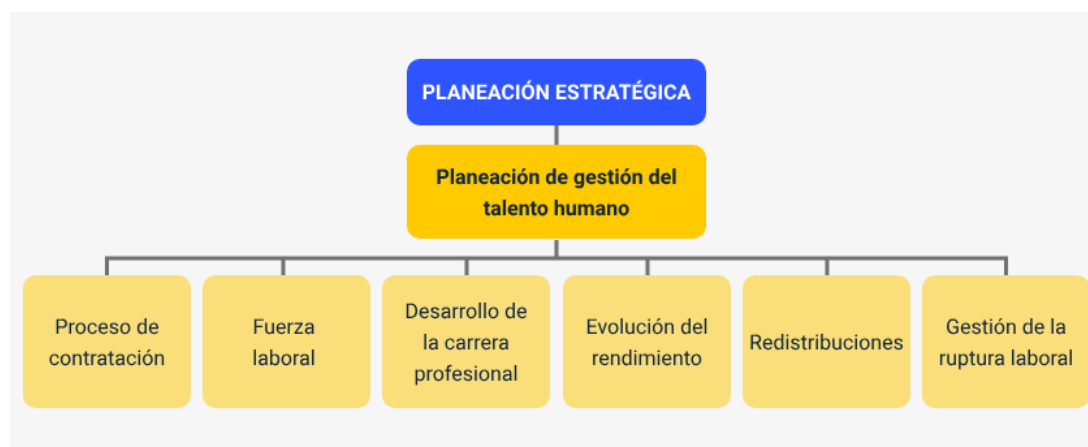 PLANEACIÓN ESTRATÉGICA
Planeación de gestión del
talento humano
Proceso de
contratación
Fuerza
laboral
Desarrollo de
la carrera
profesional
Evolución del
rendimiento
Redistribuciones
Gestión de la
ruptura laboral